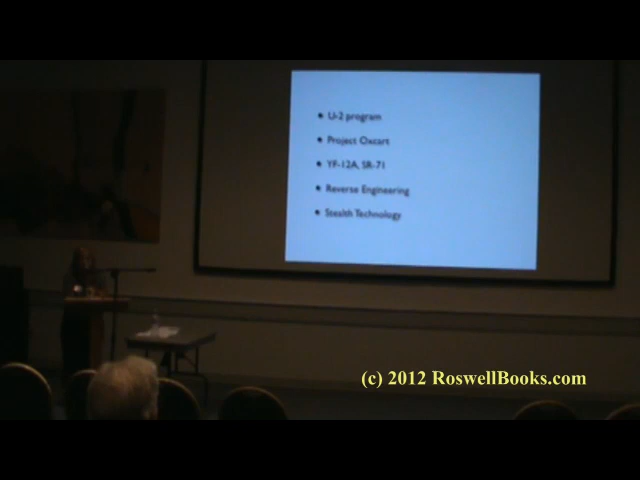 • U-2 program
• Project Oxcart
• YF-12A, SR-71
• Reverse Engineering
• Stealth Technology
(c) 2012 RoswellBooks.com